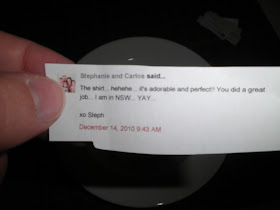 Stephanie and Carlos said...
The shirt... hehehe... it's adorable and perfect!! You did a great
job... I am in NSW... YAY...
xo Steph
December 14, 2010 9:43 AM